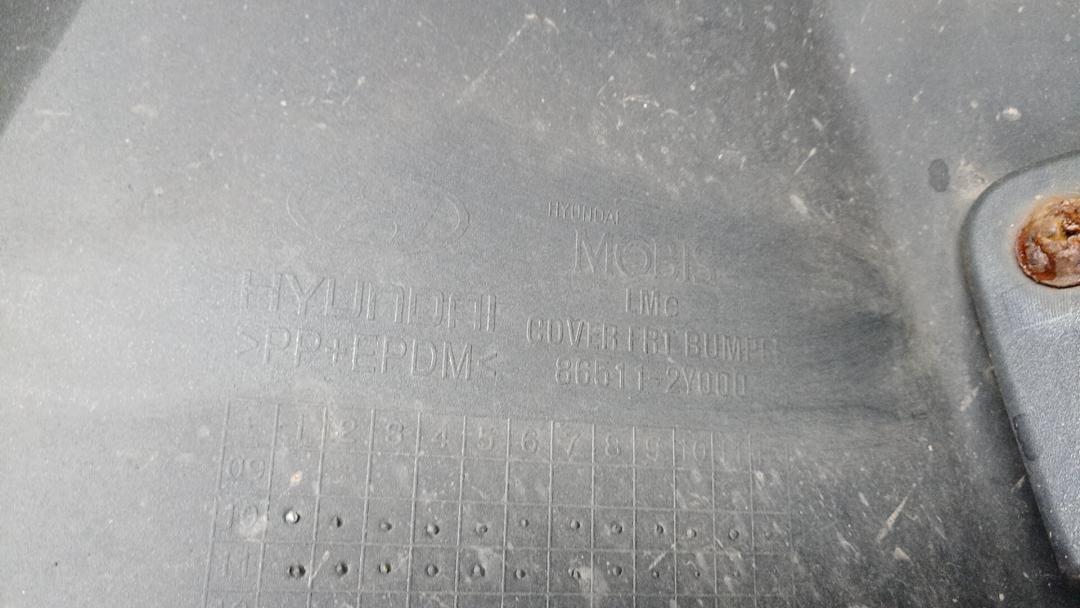 HYUNDAI
MOBIS
HYUNDAI
>PP+EPDM<
LMC
COVER FRT BUMPR
86511-2Y000
1 2 3 4 5 6 7 8 9 10 11
09
10
11